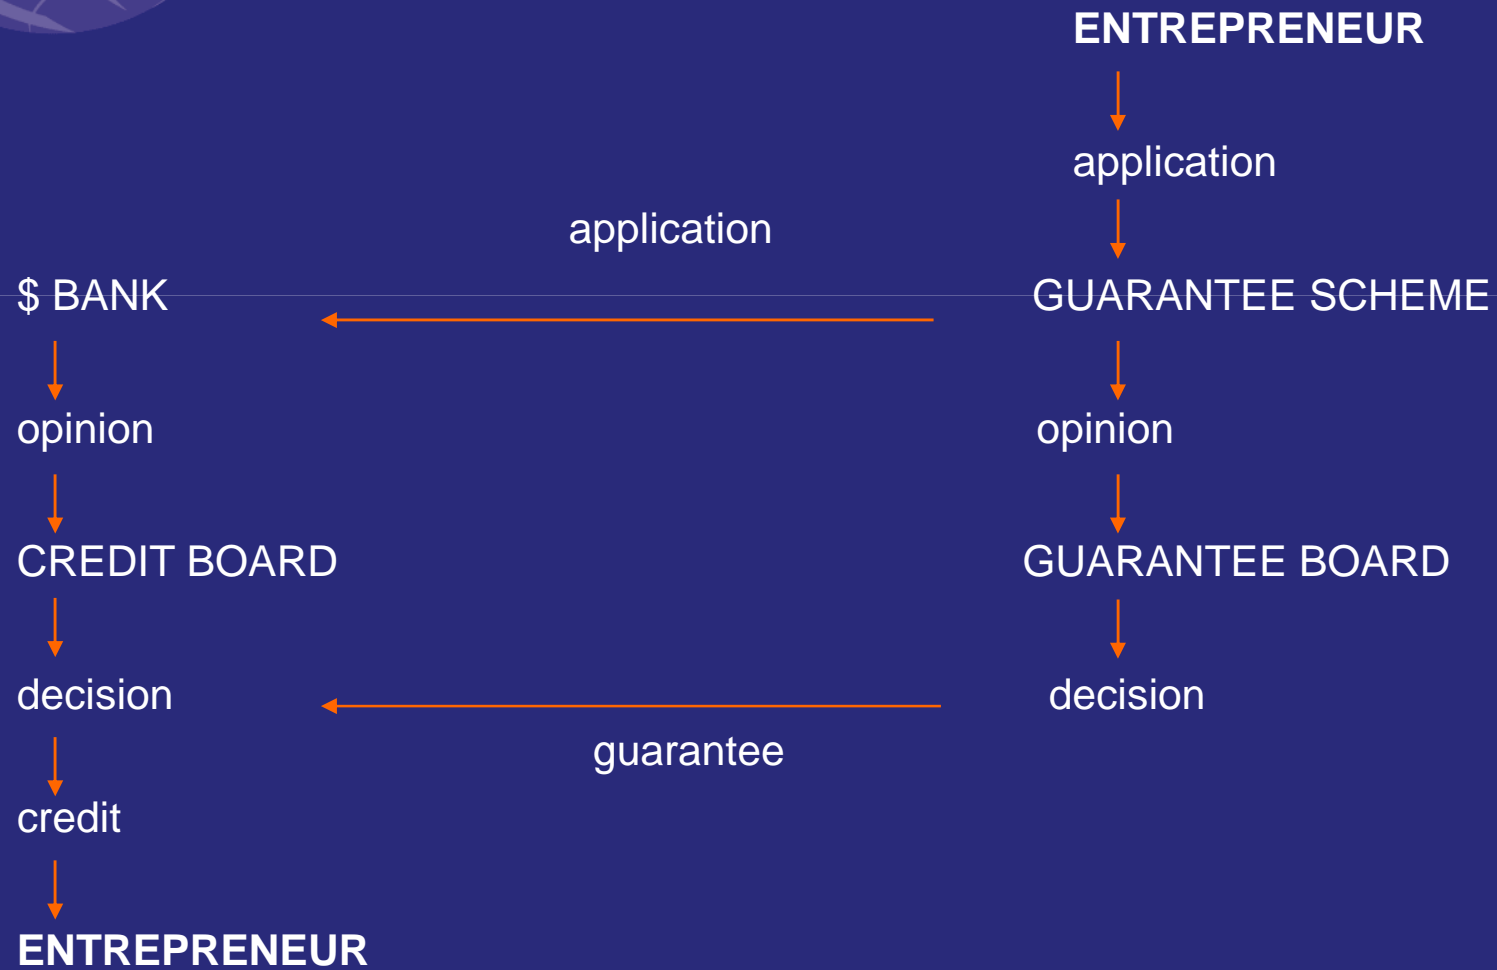 ENTREPRENEUR
application
application
$ BANK
GUARANTEE SCHEME
opinion
opinion
CREDIT BOARD
GUARANTEE BOARD
decision
decision
guarantee
credit
ENTREPRENEUR